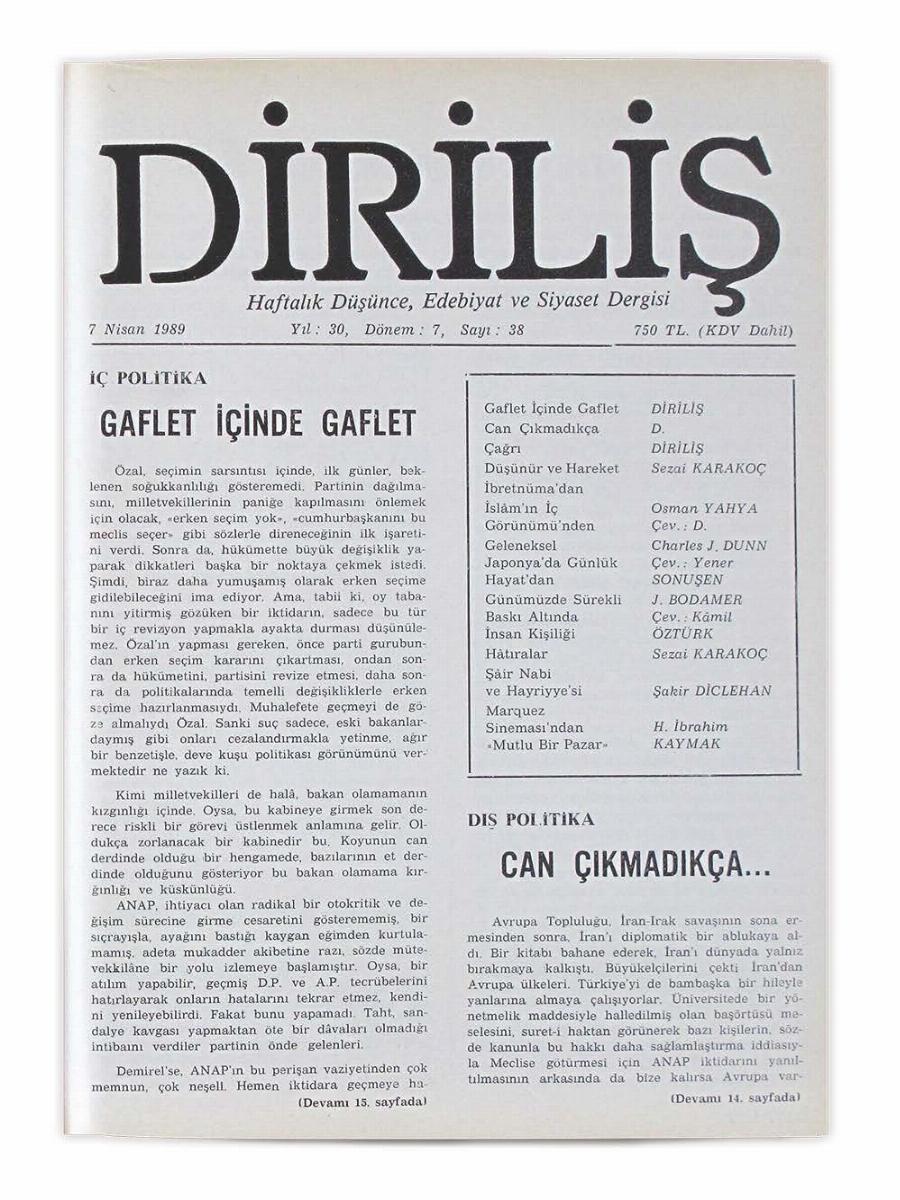 DİRİLİŞ
Haftalık Düşünce, Edebiyat ve Siyaset Dergisi
7 Nisan 1989 Yıl : 30, Dönem : 7, Sayı : 38 750 TL. (KDV Dahil)
İÇ POLİTİKA
GAFLET İÇİNDE GAFLET
Özal, seçimin sarsıntısı içinde, ilk günler, bek-
lenen soğukkanlılığı gösteremedi. Partinin dağılma-
sını, milletvekillerinin paniğe kapılmasını önlemek
için olacak, «erken seçim yok», «cumhurbaşkanını bu
meclis seçer» gibi sözlerle direneceğinin ilk işareti-
ni verdi. Sonra da, hükümette büyük değişiklik ya-
parak dikkatleri başka bir noktaya çekmek istedi.
Şimdi, biraz daha yumuşamış olarak erken seçime
gidilebileceğini ima ediyor. Ama, tabii ki, oy taba-
nını yitirmiş gözüken bir iktidarın, sadece bu tür
bir iç revizyon yapmakla ayakta durması düşünüle-
mez. Özal'ın yapması gereken, önce parti gurubun-
dan erken seçim kararını çıkartması, ondan son-
ra da hükümetini, partisini revize etmesi, daha son-
ra da politikalarında temelli değişikliklerle erken
seçime hazırlanmasıydı. Muhalefete geçmeyi de gö-
ze almalıydı Özal. Sanki suç sadece, eski bakanlar-
daymış gibi onları cezalandırmakla yetinme, ağır
bir benzetişle, deve kuşu politikası görünümünü ver-
mektedir ne yazık ki.
Kimi milletvekilleri de halâ, bakan olamamanın
kızgınlığı içinde. Oysa, bu kabineye girmek son de-
rece riskli bir görevi üstlenmek anlamına gelir. Ol-
dukça zorlanacak bir kabinedir bu. Koyunun can
derdinde olduğu bir hengamede, bazılarının et der-
dinde olduğunu gösteriyor bu bakan olamama kır-
ğınlığı ve küskünlüğü.
ANAP, ihtiyacı olan radikal bir otokritik ve de-
ğişim sürecine girme cesaretini gösterememiş, bir
sıçrayışla, ayağını bastığı kaygan eğimden kurtula-
mamış, adeta mukadder akibetine razı, sözde müte-
vekkilâne bir yolu izlemeye başlamıştır. Oysa, bir
atılım yapabilir, geçmiş D.P. ve A.P. tecrübelerini
hatırlayarak onların hatalarını tekrar etmez, kendi-
ni yenileyebilirdi. Fakat bunu yapamadı. Taht, san-
dalye kavgası yapmaktan öte bir dâvaları olmadığı
intibaını verdiler partinin önde gelenleri.
Demirel'se, ANAP'ın bu perişan vaziyetinden çok
memnun, çok neşeli. Hemen iktidara geçmeye ha-
(Devamı 15. sayfada)
Gaflet İçinde Gaflet DİRİLİŞ
Can Çıkmadıkça D.
Çağrı DİRİLİŞ
Düşünür ve Hareket Sezai KARAKOÇ
İbretnüma'dan
İslâm'ın İç Osman YAHYA
Görünümü'nden Çev. : D.
Geleneksel Charles J. DUNN
Japonya'da Günlük Çev. : Yener
Hayat'dan SONUŞEN
Günümüzde Sürekli J. BODAMER
Baskı Altında Çev. : Kâmil
İnsan Kişiliği ÖZTÜRK
Hâtıralar Sezai KARAKOÇ
Şâir Nabi
ve Hayriyye'si Şakir DİCLEHAN
Marquez
Sineması'ndan H. İbrahim
«Mutlu Bir Pazar» KAYMAK
DIŞ POLİTİKA
CAN ÇIKMADIKÇA...
Avrupa Topluluğu, İran-Irak savaşının sona er-
mesinden sonra, İran'ı diplomatik bir ablukaya al-
dı. Bir kitabı bahane ederek, İran'ı dünyada yalnız
bırakmaya kalkıştı. Büyükelçilerini çekti İran'dan
Avrupa ülkeleri. Türkiye'yi de bambaşka bir hileyle
yanlarına almaya çalışıyorlar. Üniversitede bir yö-
netmelik maddesiyle halledilmiş olan başörtüsü me-
selesini, suret-i haktan görünerek bazı kişilerin, söz-
de kanunla bu hakkı daha sağlamlaştırma iddiasıy-
la Meclise götürmesi için ANAP iktidarını yanıl-
tılmasının arkasında da bize kalırsa Avrupa var-
(Devamı 14. sayfada)